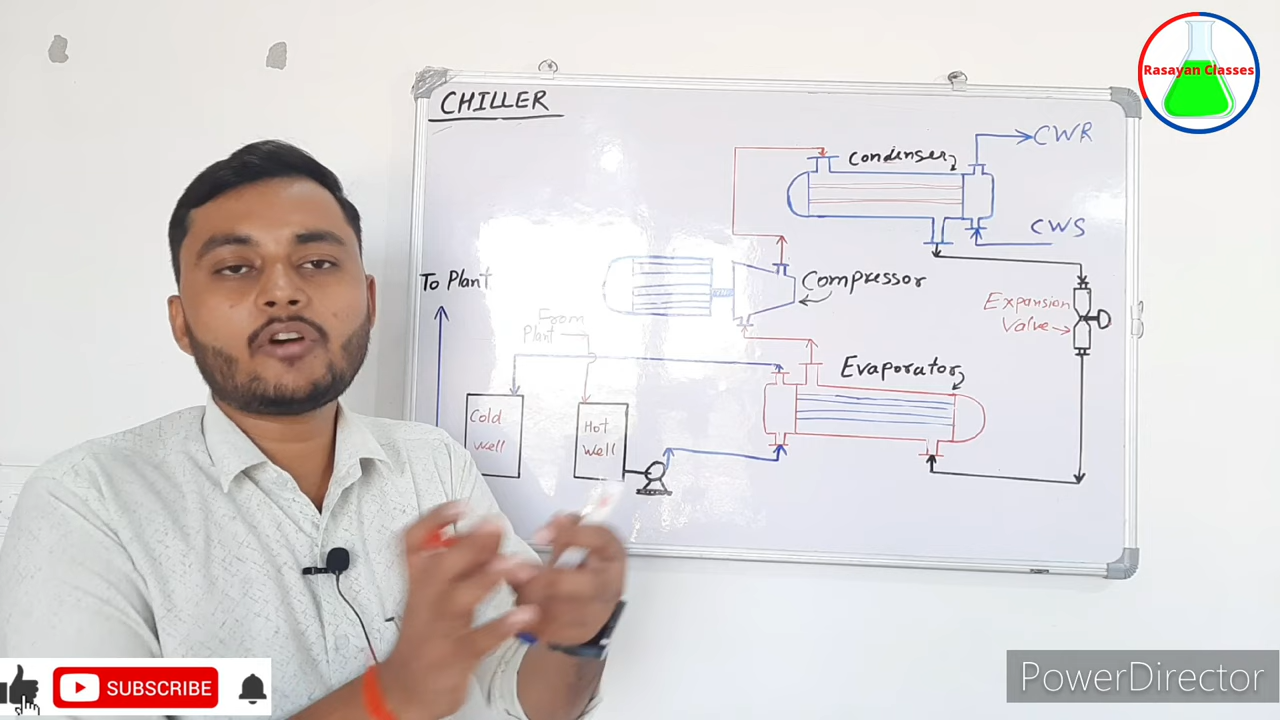 Rasayan Classes
CHILLER
CWR
Condenser
CWS
To Plant
Compressor
Expansion
Valve
From
Plant
Evaporator
Cold
well
Hot
Well
SUBSCRIBE
PowerDirector